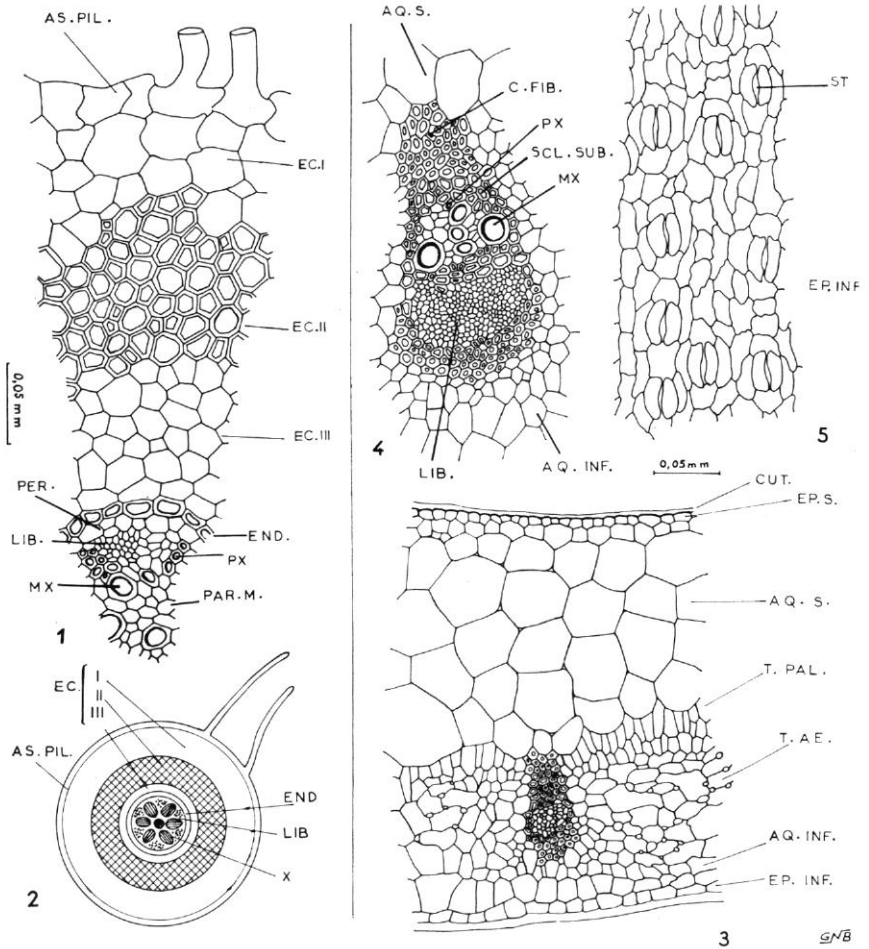 AS. PIL.
EC.I
EC.II
0,05 mm
EC.III
PER.
LIB.
END.
PX
MX
PAR. M.
1
EC.
I
II
III
AS. PIL.
END
LIB
X
2
AQ. S.
C. FIB.
PX
SCL. SUB.
MX
4
LIB.
AQ. INF.
ST
EP. INF
5
0,05 mm
CUT.
EP. S.
AQ. S.
T. PAL.
T. AE.
AQ. INF.
EP. INF.
3
GNB